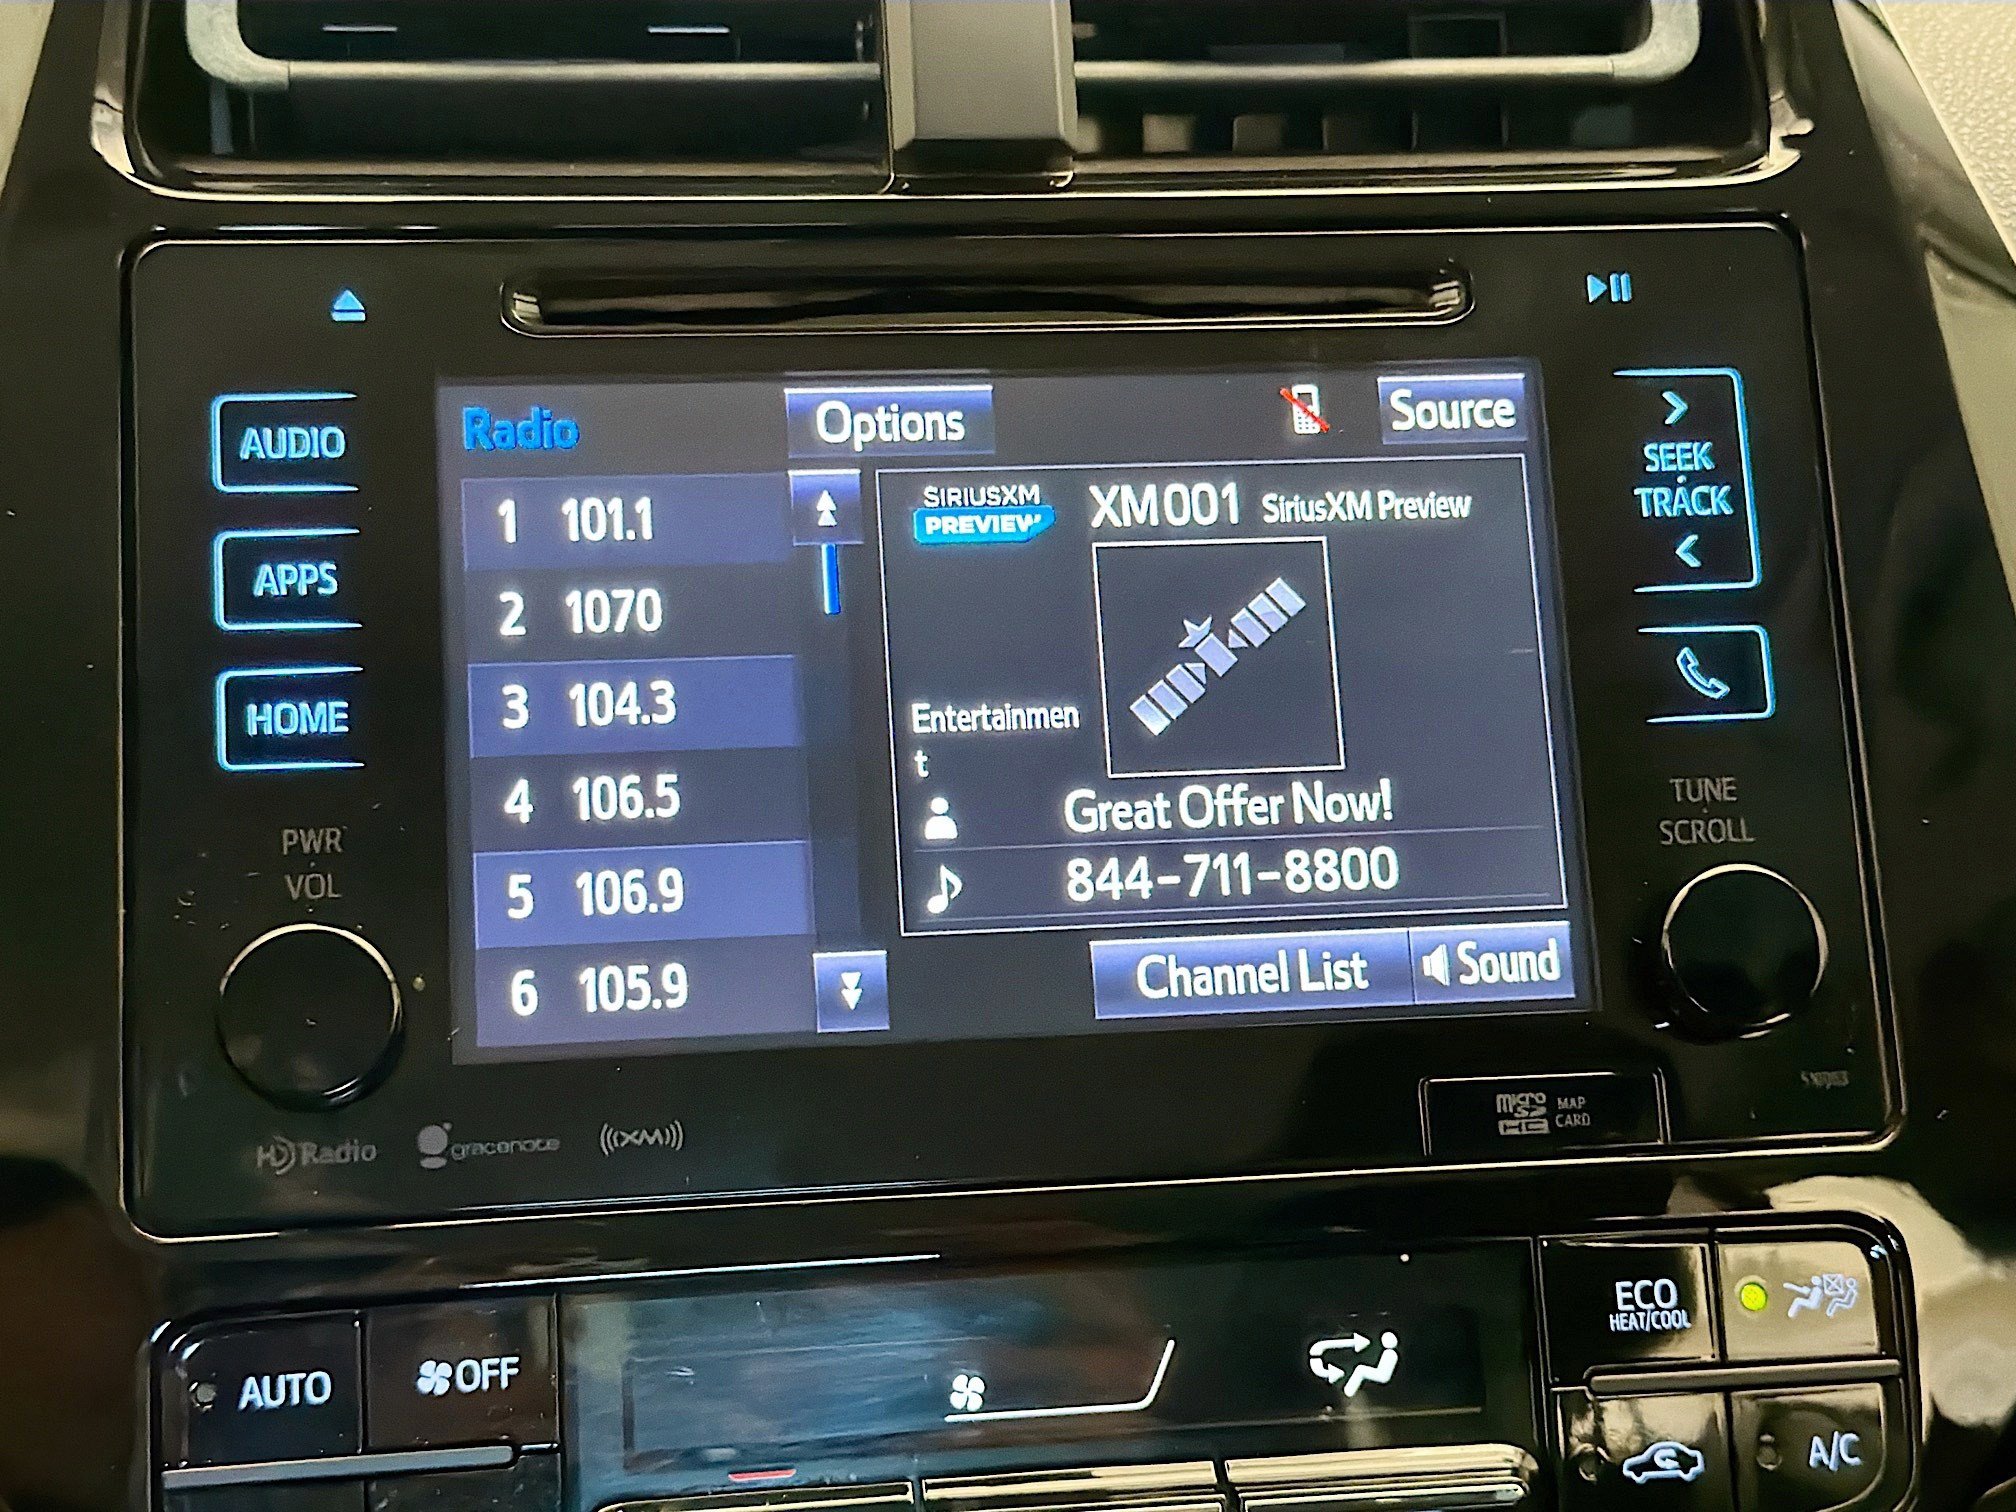 AUDIO
APPS
HOME
PWR
VOL
Radio
Options
Source
1 101.1
2 1070
3 104.3
4 106.5
5 106.9
6 105.9
SIRIUSXM
PREVIEW
XM001 SiriusXM Preview
Entertainmen
t
Great Offer Now!
844-711-8800
Channel List
Sound
SEEK
TRACK
TUNE
SCROLL
HD Radio
gracenote
((XM))
micro
SD
HC
MAP
CARD
AUTO
OFF
ECO
HEAT/COOL
A/C